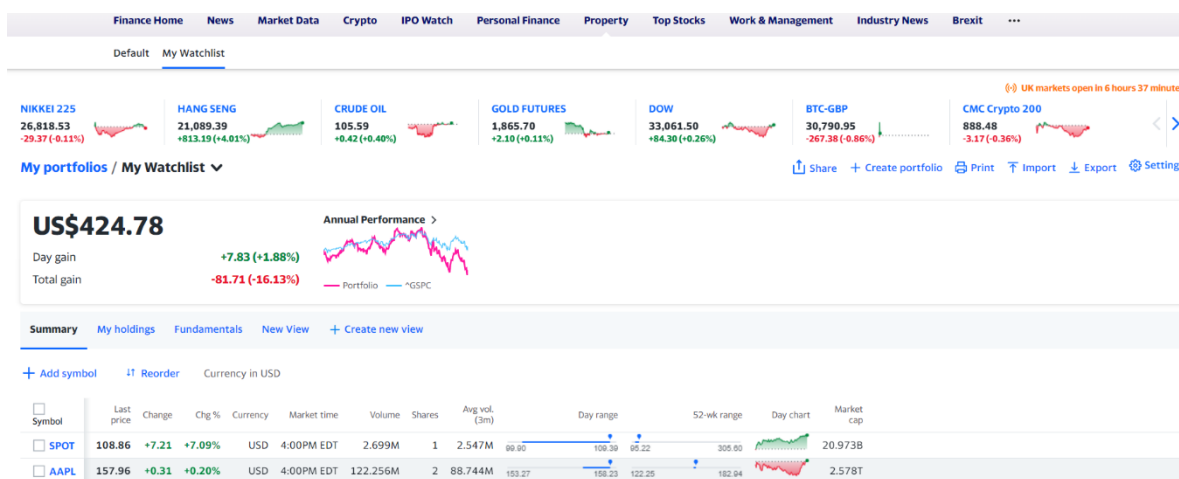 Finance Home News Market Data Crypto IPO Watch Personal Finance Property Top Stocks Work & Management Industry News Brexit ···
Default My Watchlist
UK markets open in 6 hours 37 minute
NIKKEI 225 HANG SENG CRUDE OIL GOLD FUTURES DOW BTC-GBP CMC Crypto 200
26,818.53 21,089.39 105.59 1,865.70 33,061.50 30,790.95 888.48
-29.37 (-0.11%) +813.19 (+4.01%) +0.42 (+0.40%) +2.10 (+0.11%) +84.30 (+0.26%) -267.38 (-0.86%) -3.17 (-0.36%)
My portfolios / My Watchlist Share + Create portfolio Print Import Export Setting
US$424.78 Annual Performance >
Day gain +7.83 (+1.88%)
Total gain -81.71 (-16.13%)
Portfolio ^GSPC
Summary My holdings Fundamentals New View + Create new view
+ Add symbol Reorder Currency in USD
Symbol Last price Change Chg % Currency Market time Volume Shares Avg vol. (3m) Day range 52-wk range Day chart Market cap
SPOT 108.86 +7.21 +7.09% USD 4:00PM EDT 2.699M 1 2.547M 99.90 109.39 95.22 305.60 20.973B
AAPL 157.96 +0.31 +0.20% USD 4:00PM EDT 122.256M 2 88.744M 153.27 158.23 122.25 182.94 2.578T